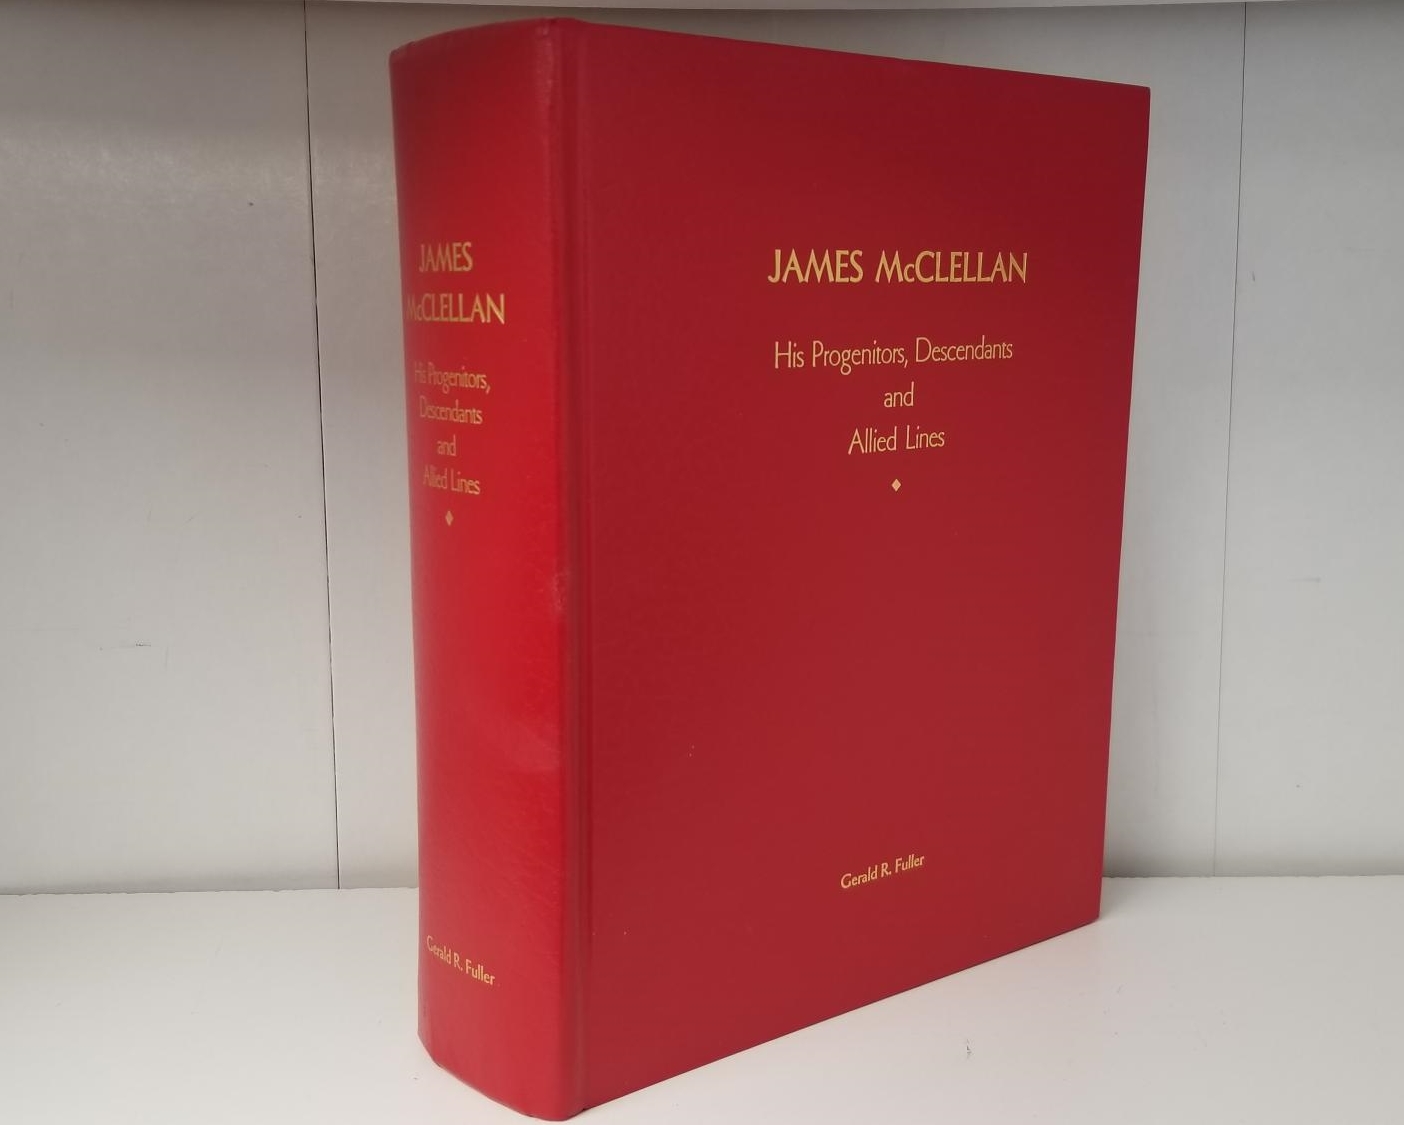 JAMES
McCLELLAN
His Progenitors,
Descendants
and
Allied Lines
Gerald R. Fuller
JAMES McCLELLAN
His Progenitors, Descendants
and
Allied Lines
Gerald R. Fuller